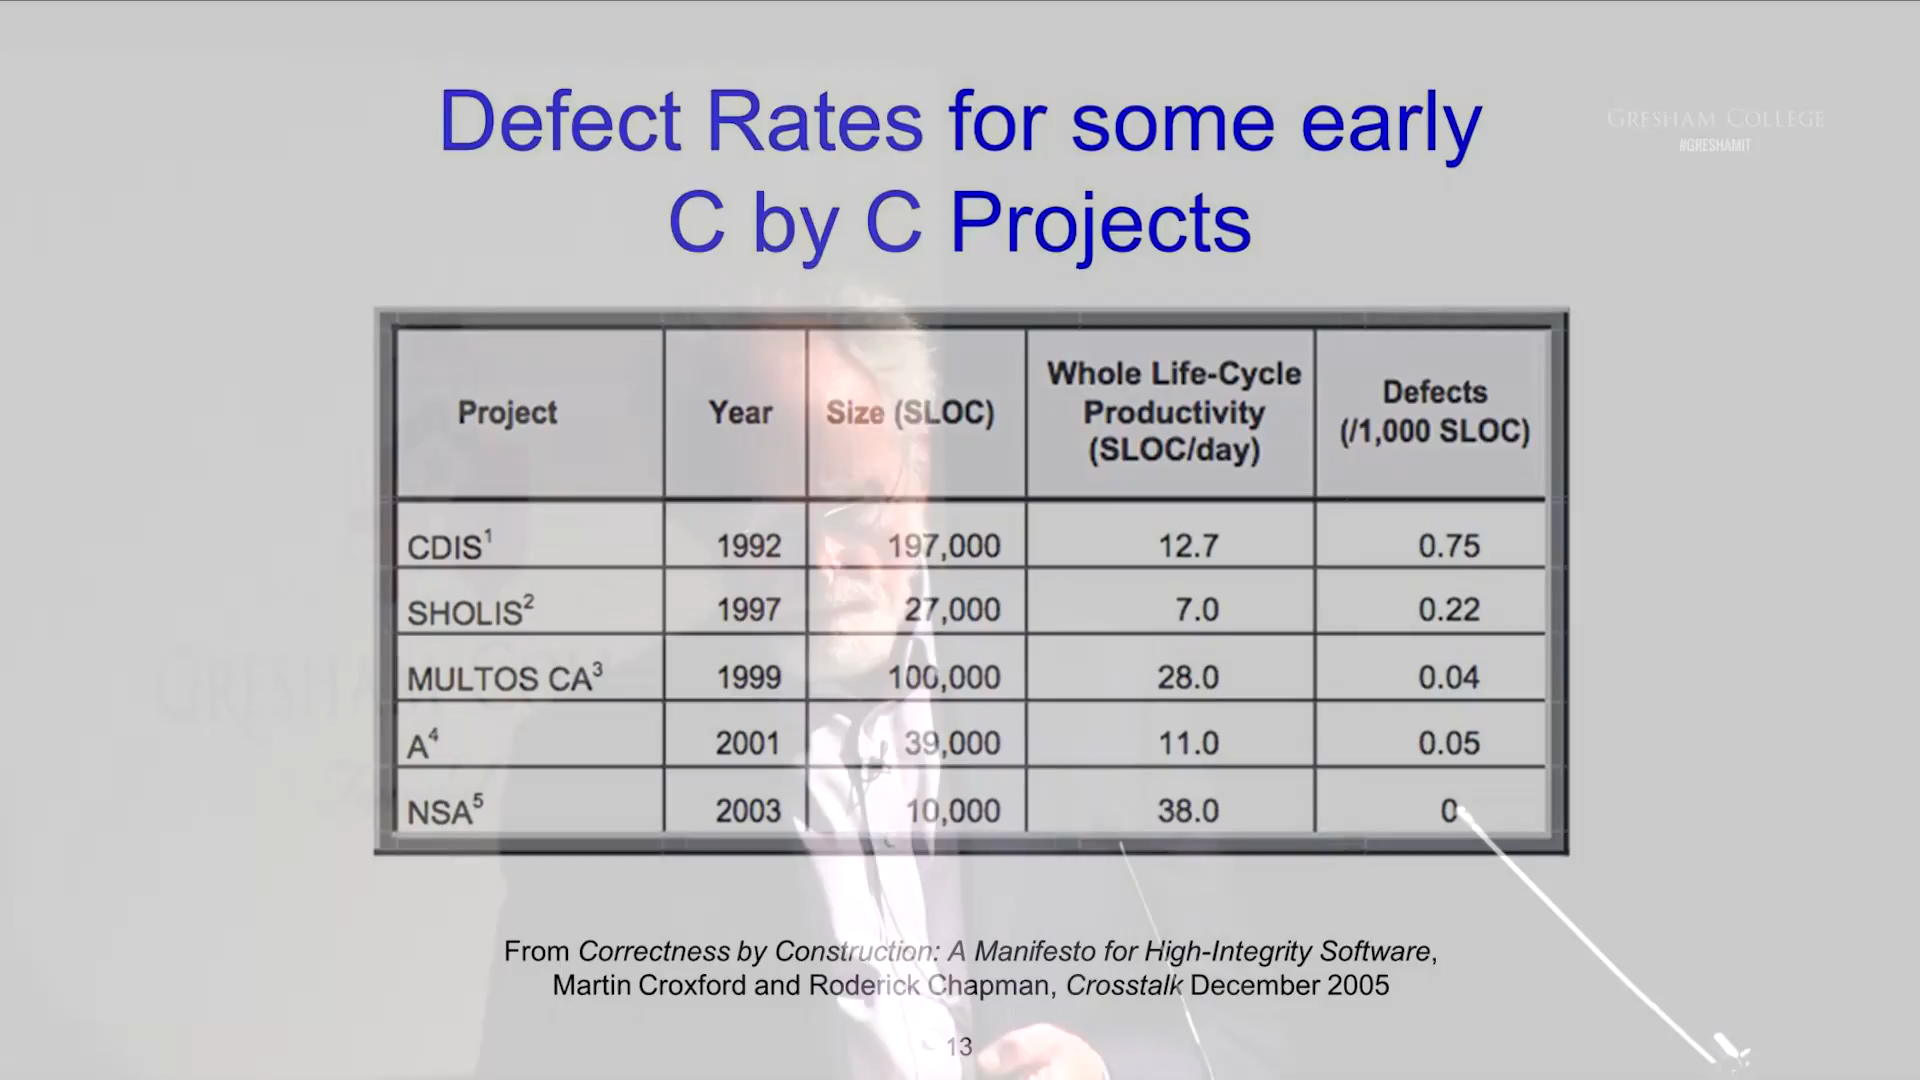 Defect Rates for some early
C by C Projects
GRESHAM COLLEGE
#GRESHAMIT
Project Year Size (SLOC) Whole Life-Cycle Productivity (SLOC/day) Defects (/1,000 SLOC)
CDIS¹ 1992 197,000 12.7 0.75
SHOLIS² 1997 27,000 7.0 0.22
MULTOS CA³ 1999 100,000 28.0 0.04
A⁴ 2001 39,000 11.0 0.05
NSA⁵ 2003 10,000 38.0 0
GRESHAM CO
From Correctness by Construction: A Manifesto for High-Integrity Software,
Martin Croxford and Roderick Chapman, Crosstalk December 2005
13